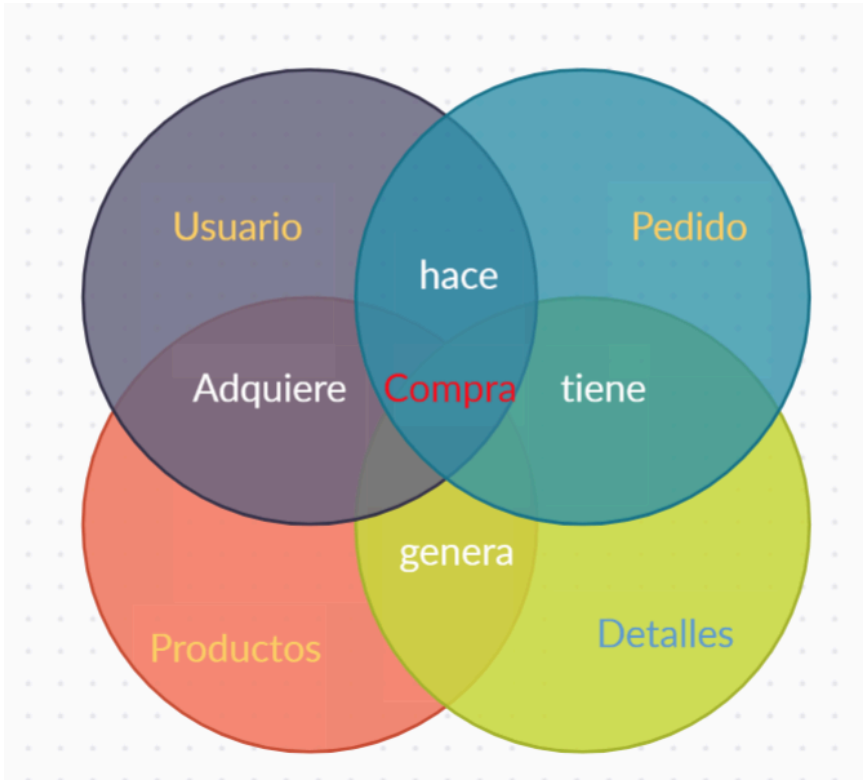 Usuario
Pedido
hace
Adquiere
Compra
tiene
genera
Productos
Detalles